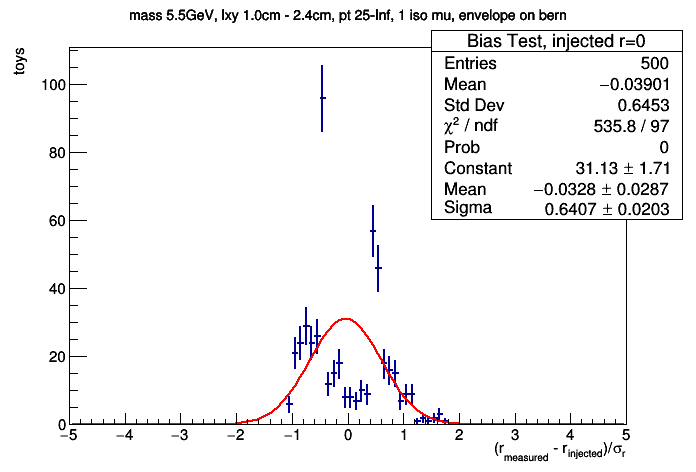 mass 5.5GeV, lxy 1.0cm - 2.4cm, pt 25-Inf, 1 iso mu, envelope on bern
Bias Test, injected r=0
Entries 500
Mean −0.03901
Std Dev 0.6453
χ² / ndf 535.8 / 97
Prob 0
Constant 31.13 ± 1.71
Mean −0.0328 ± 0.0287
Sigma 0.6407 ± 0.0203
toys
100
80
60
40
20
0
−5 −4 −3 −2 −1 0 1 2 3 4 5
(r_measured - r_injected)/σ_r